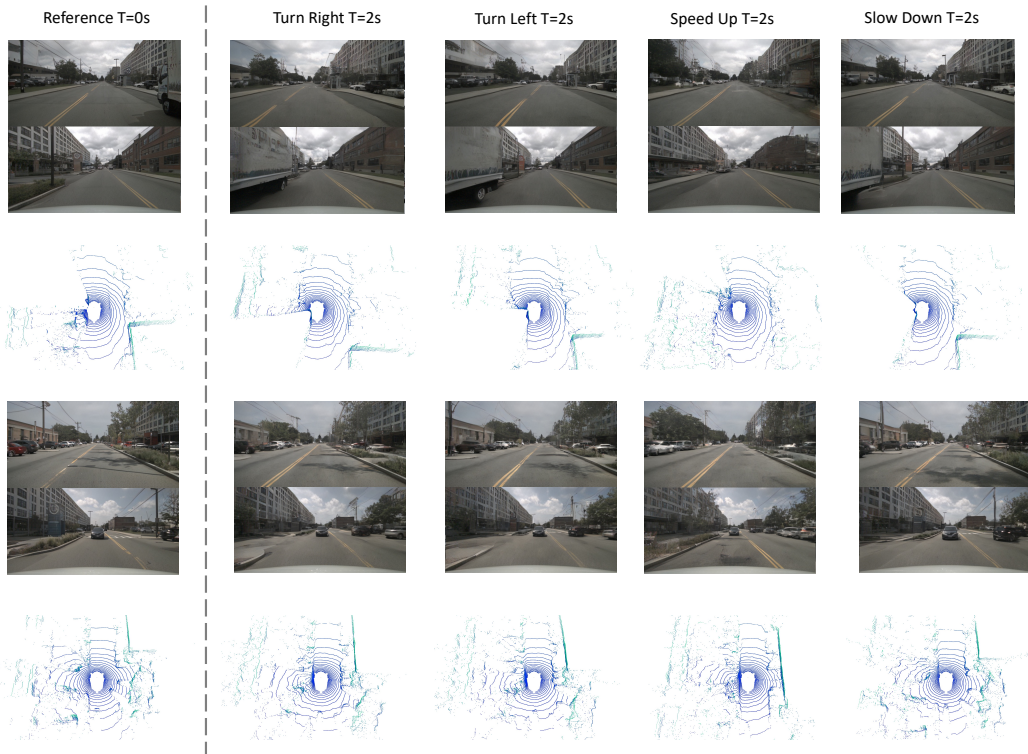 Reference T=0s
Turn Right T=2s
Turn Left T=2s
Speed Up T=2s
Slow Down T=2s